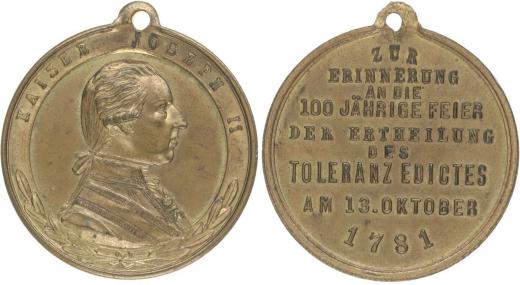 KAISER JOSEPH II
ZUR
ERINNERUNG
AN DIE
100 JÄHRIGE FEIER
DER ERTHEILUNG
DES
TOLERANZ EDICTES
AM 13. OKTOBER
1781